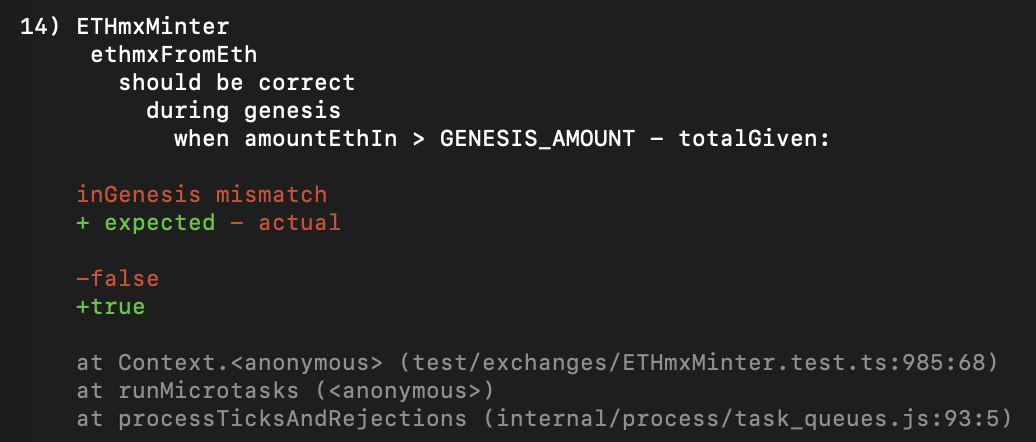 14) ETHmxMinter
ethmxFromEth
should be correct
during genesis
when amountEthIn > GENESIS_AMOUNT - totalGiven:
inGenesis mismatch
+ expected - actual
-false
+true
at Context.<anonymous> (test/exchanges/ETHmxMinter.test.ts:985:68)
at runMicrotasks (<anonymous>)
at processTicksAndRejections (internal/process/task_queues.js:93:5)